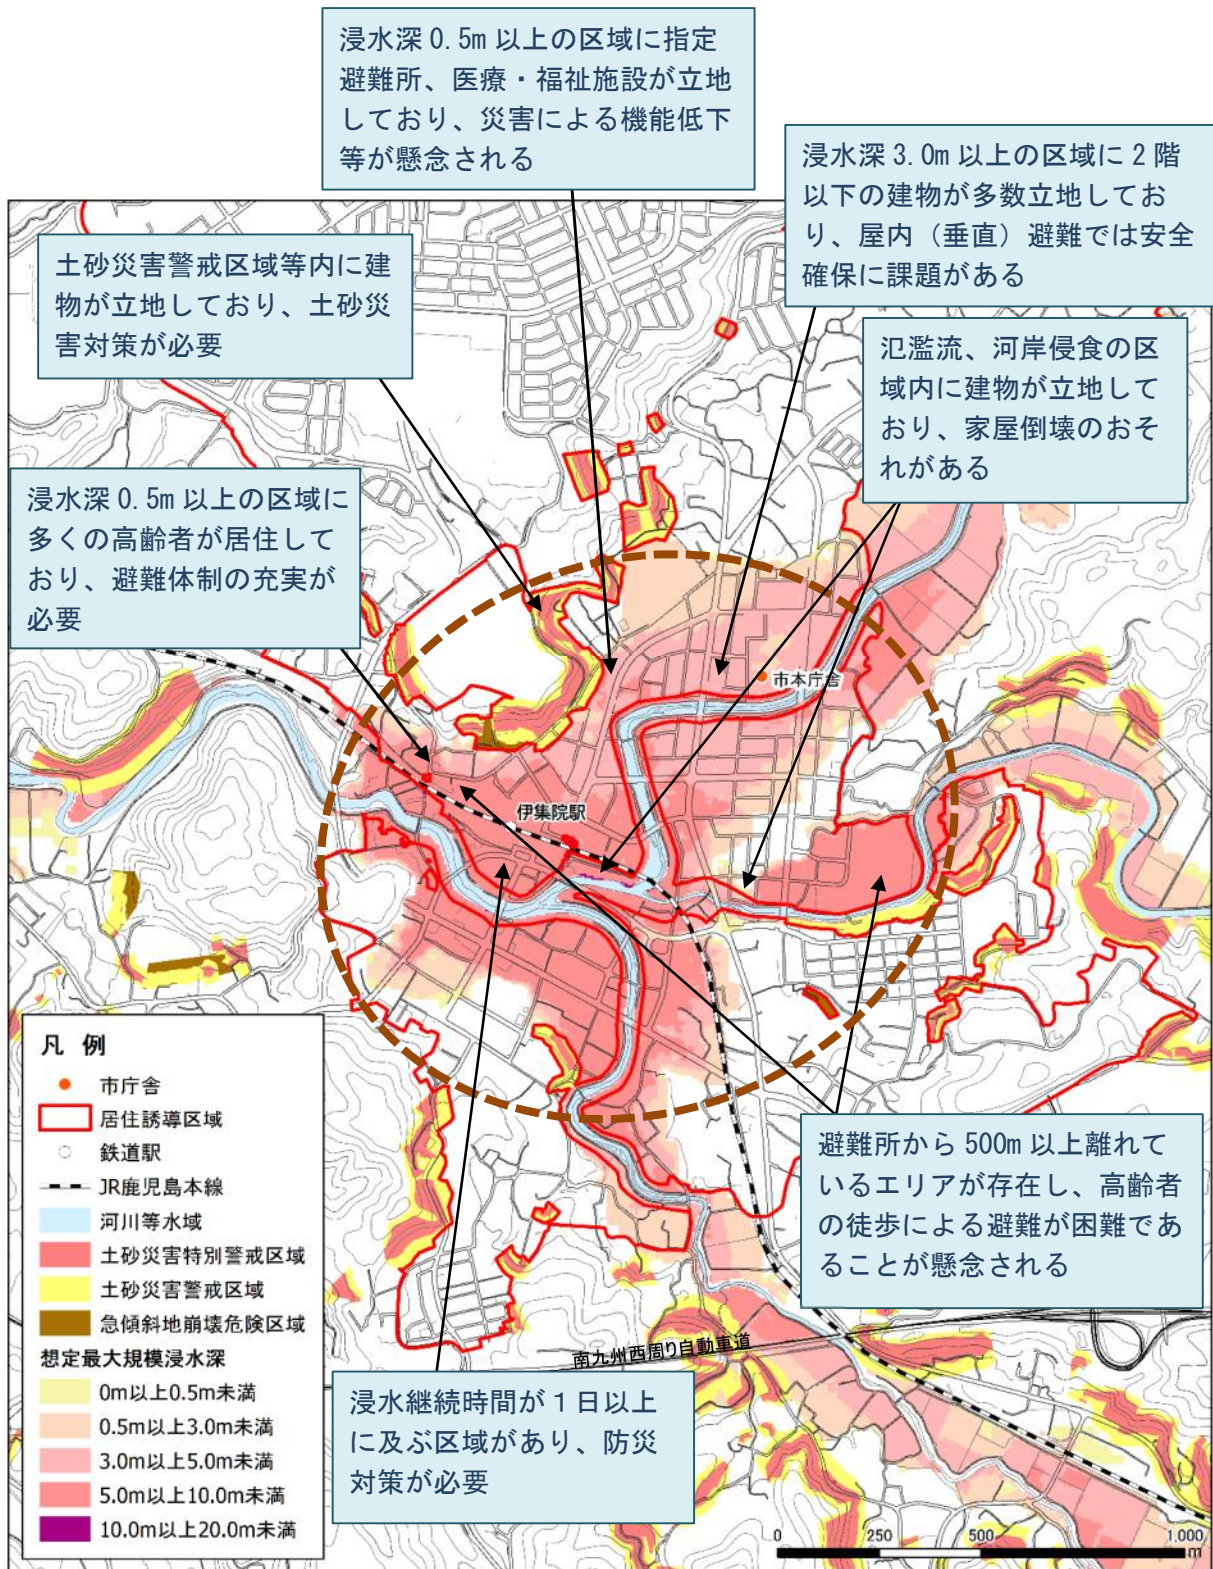 浸水深 0.5m 以上の区域に指定
避難所、医療・福祉施設が立地
しており、災害による機能低下
等が懸念される
浸水深 3.0m 以上の区域に 2 階
以下の建物が多数立地してお
り、屋内（垂直）避難では安全
確保に課題がある
土砂災害警戒区域等内に建
物が立地しており、土砂災
害対策が必要
氾濫流、河岸侵食の区
域内に建物が立地して
おり、家屋倒壊のおそ
れがある
浸水深 0.5m 以上の区域に
多くの高齢者が居住して
おり、避難体制の充実が
必要
市本庁舎
伊集院駅
凡 例
市庁舎
居住誘導区域
鉄道駅
JR鹿児島本線
河川等水域
土砂災害特別警戒区域
土砂災害警戒区域
急傾斜地崩壊危険区域
想定最大規模浸水深
0m以上0.5m未満
0.5m以上3.0m未満
3.0m以上5.0m未満
5.0m以上10.0m未満
10.0m以上20.0m未満
避難所から 500m 以上離れて
いるエリアが存在し、高齢者
の徒歩による避難が困難であ
ることが懸念される
南九州西周り自動車道
浸水継続時間が 1 日以上
に及ぶ区域があり、防災
対策が必要
0 250 500 1,000
m